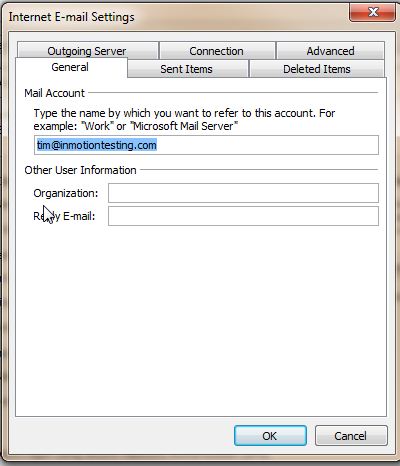 Internet E-mail Settings
Outgoing Server Connection Advanced
General Sent Items Deleted Items
Mail Account
Type the name by which you want to refer to this account. For
example: "Work" or "Microsoft Mail Server"
tim@inmotiontesting.com
Other User Information
Organization:
Reply E-mail:
OK Cancel